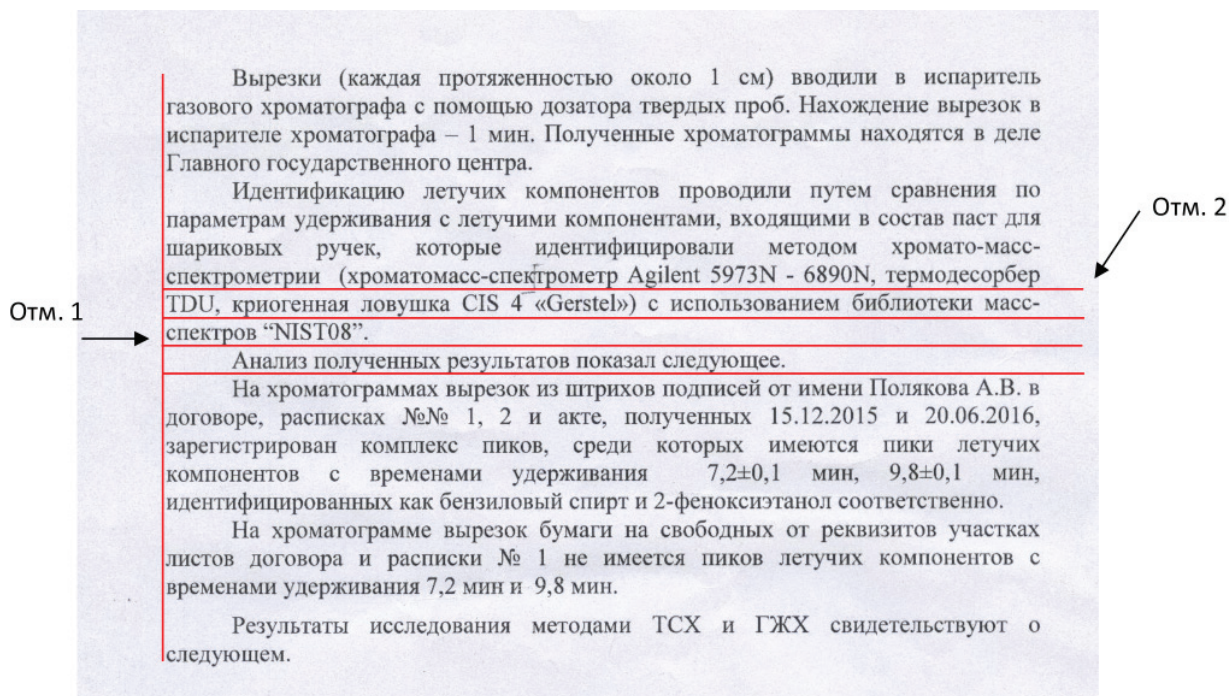 Вырезки (каждая протяженностью около 1 см) вводили в испаритель
газового хроматографа с помощью дозатора твердых проб. Нахождение вырезок в
испарителе хроматографа – 1 мин. Полученные хроматограммы находятся в деле
Главного государственного центра.
Идентификацию летучих компонентов проводили путем сравнения по
параметрам удерживания с летучими компонентами, входящими в состав паст для
шариковых ручек, которые идентифицировали методом хромато-масс-
спектрометрии (хроматомасс-спектрометр Agilent 5973N - 6890N, термодесорбер
TDU, криогенная ловушка CIS 4 «Gerstel») с использованием библиотеки масс-
спектров “NIST08”.
Анализ полученных результатов показал следующее.
На хроматограммах вырезок из штрихов подписей от имени Полякова А.В. в
договоре, расписках №№ 1, 2 и акте, полученных 15.12.2015 и 20.06.2016,
зарегистрирован комплекс пиков, среди которых имеются пики летучих
компонентов с временами удерживания 7,2±0,1 мин, 9,8±0,1 мин,
идентифицированных как бензиловый спирт и 2-феноксиэтанол соответственно.
На хроматограмме вырезок бумаги на свободных от реквизитов участках
листов договора и расписки № 1 не имеется пиков летучих компонентов с
временами удерживания 7,2 мин и 9,8 мин.
Результаты исследования методами ТСХ и ГЖХ свидетельствуют о
следующем.
Отм. 1
Отм. 2